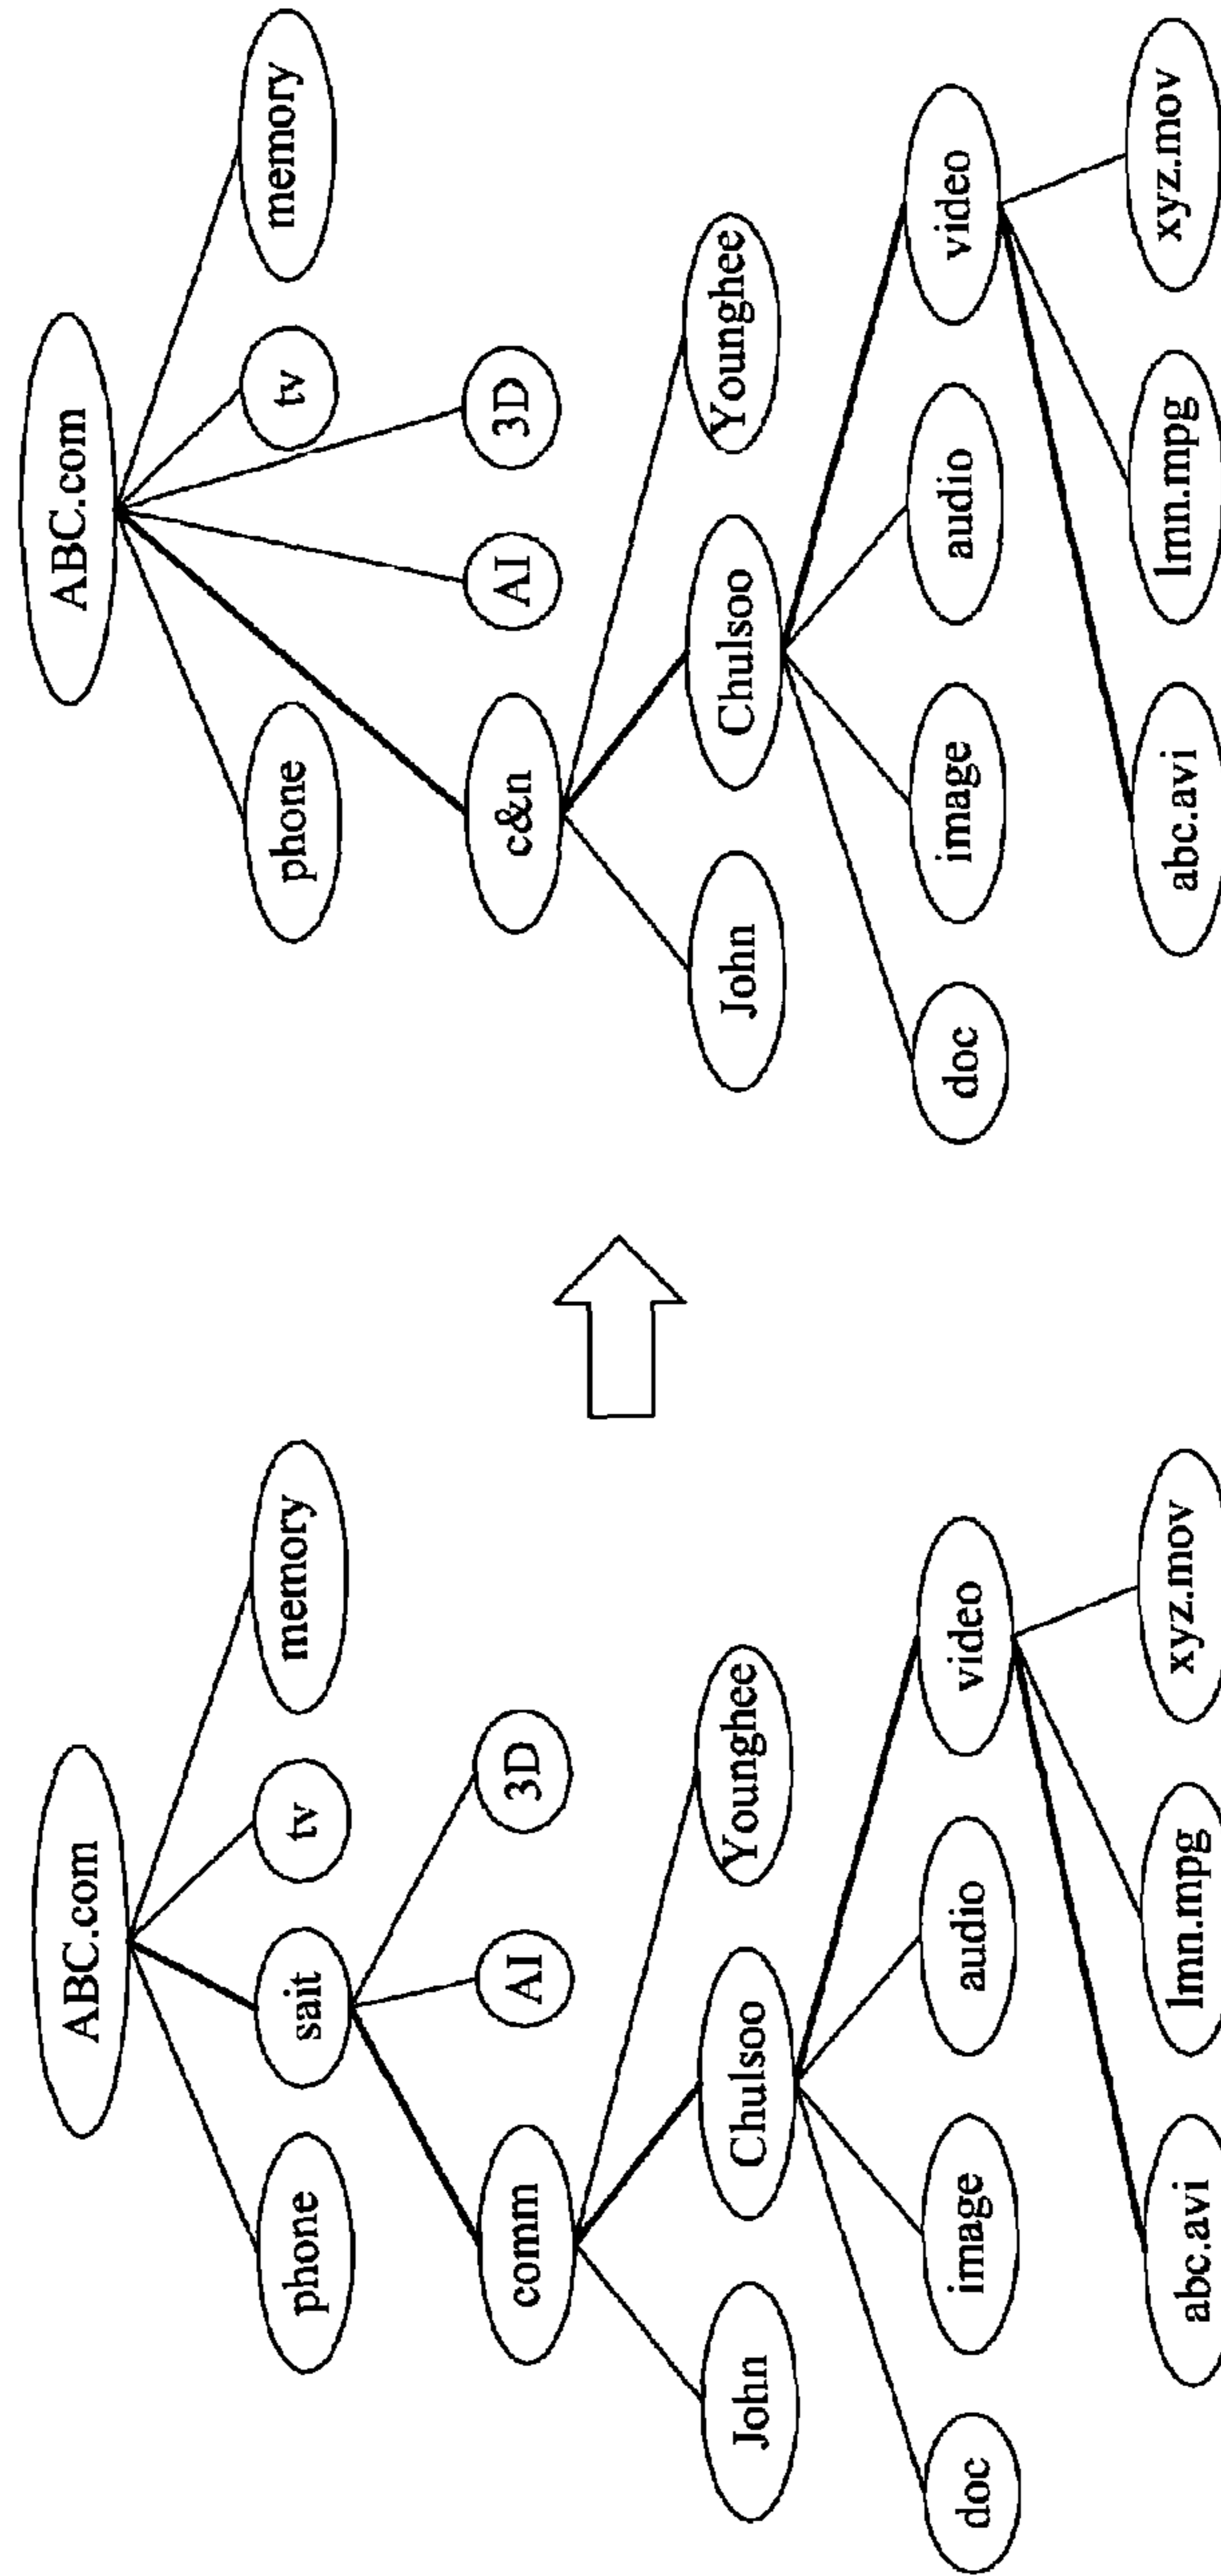 ABC.com
phone
sait
tv
memory
comm
AI
3D
John
Chulsoo
Younghee
doc
image
audio
video
abc.avi
lmn.mpg
xyz.mov
ABC.com
phone
tv
memory
c&n
AI
3D
John
Chulsoo
Younghee
doc
image
audio
video
abc.avi
lmn.mpg
xyz.mov